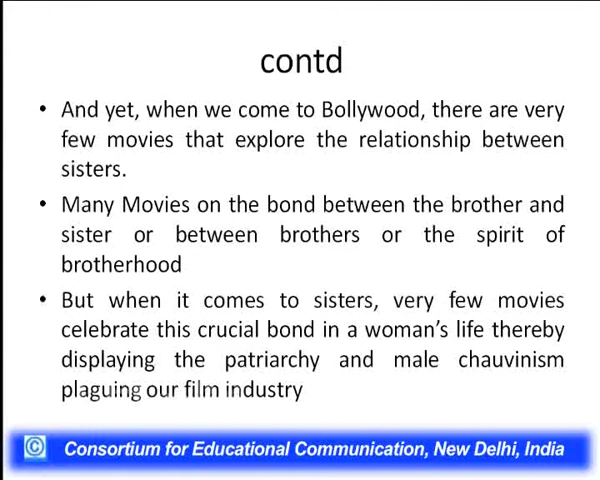 contd
• And yet, when we come to Bollywood, there are very
few movies that explore the relationship between
sisters.
• Many Movies on the bond between the brother and
sister or between brothers or the spirit of
brotherhood
• But when it comes to sisters, very few movies
celebrate this crucial bond in a woman's life thereby
displaying the patriarchy and male chauvinism
plaguing our film industry
© Consortium for Educational Communication, New Delhi, India